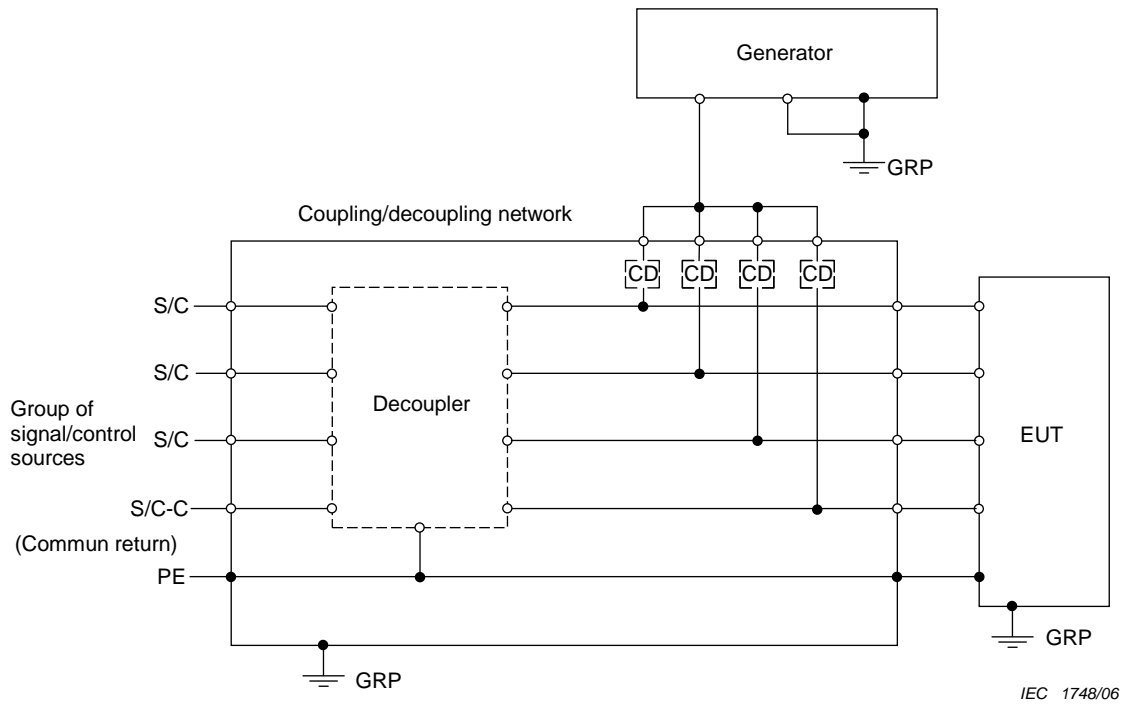 Generator
GRP
Coupling/decoupling network
CD CD CD CD
S/C
S/C
Decoupler
Group of
signal/control
sources
S/C
EUT
S/C-C
(Commun return)
PE
GRP
GRP
IEC 1748/06